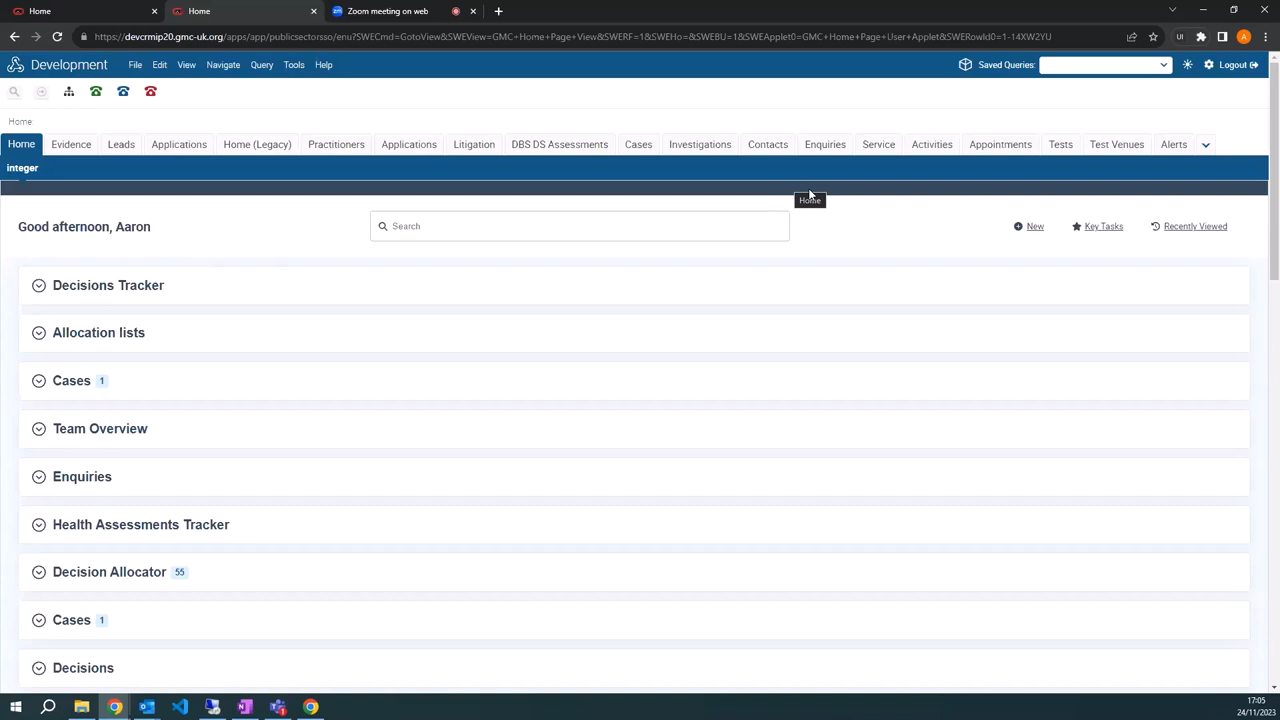 Home
Home
Zoom meeting on web
https://devcrmip20.gmc-uk.org/apps/app/publicsectorsso/enu?SWECmd=GotoView&SWEView=GMC+Home+Page+View&SWERF=1&SWEHo=&SWEBU=1&SWEApplet0=GMC+Home+Page+User+Applet&SWERowId0=1-14XW2YU
UI
A
Development File Edit View Navigate Query Tools Help Saved Queries: Logout
Home:
Home Evidence Leads Applications Home (Legacy) Practitioners Applications Litigation DBS DS Assessments Cases Investigations Contacts Enquiries Service Activities Appointments Tests Test Venues Alerts
integer
Home
Good afternoon, Aaron Search New Key Tasks Recently Viewed
Decisions Tracker
Allocation lists
Cases 1
Team Overview
Enquiries
Health Assessments Tracker
Decision Allocator 55
Cases 1
Decisions
17:05
24/11/2023